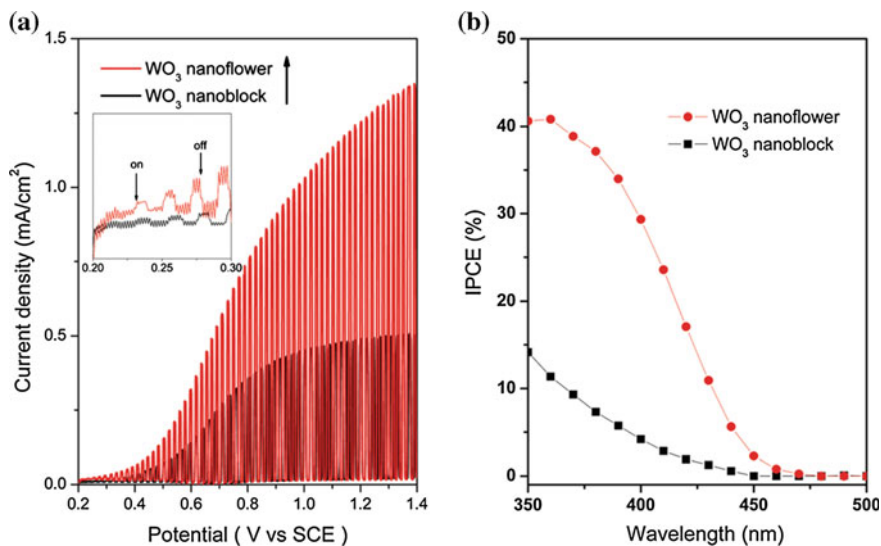 (a)
1.5
1.0
0.5
0.0
Current density (mA/cm²)
WO₃ nanoflower
WO₃ nanoblock
on
off
0.20 0.25 0.30
0.2 0.4 0.6 0.8 1.0 1.2 1.4
Potential ( V vs SCE )
(b)
50
40
30
20
10
0
IPCE (%)
WO₃ nanoflower
WO₃ nanoblock
350 400 450 500
Wavelength (nm)